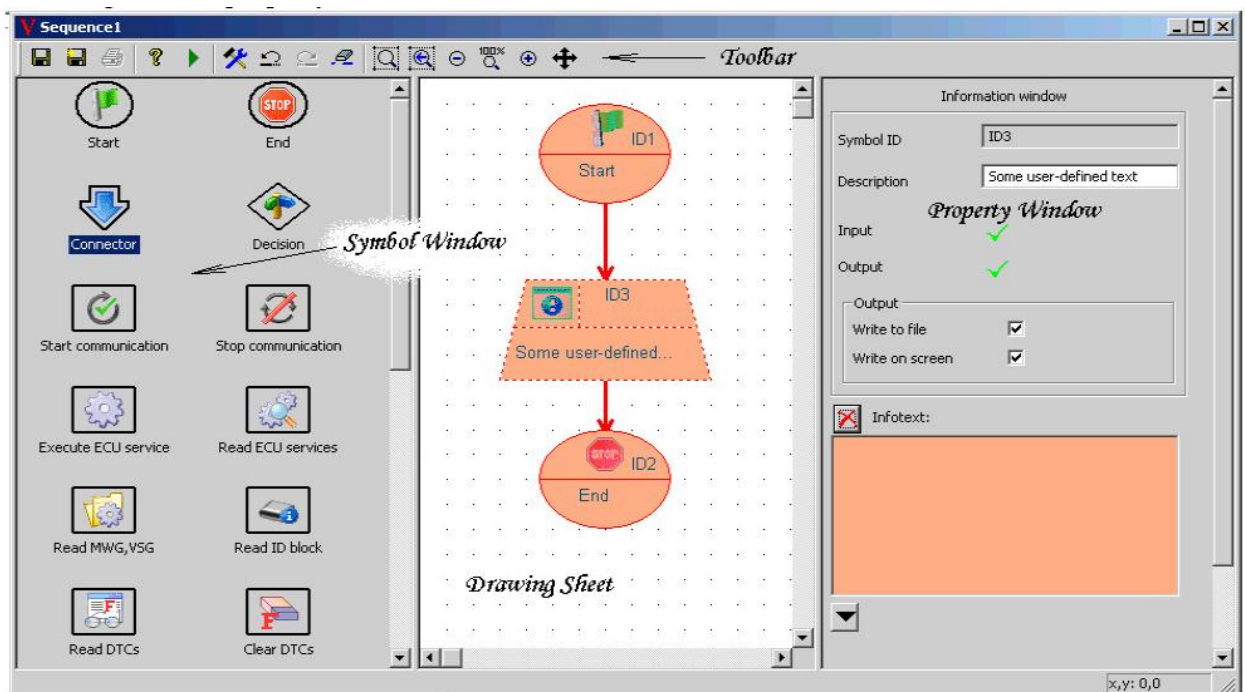 Sequence1
100%
Toolbar
Start
STOP
End
Connector
Decision
Symbol Window
Start communication
Stop communication
Execute ECU service
Read ECU services
Read MWG,VSG
Read ID block
F
Read DTCs
F
Clear DTCs
ID1
Start
ID3
Some user-defined...
STOP
ID2
End
Drawing Sheet
Information window
Symbol ID
ID3
Description
Some user-defined text
Property Window
Input
Output
Output
Write to file
Write on screen
Infotext:
x,y: 0,0